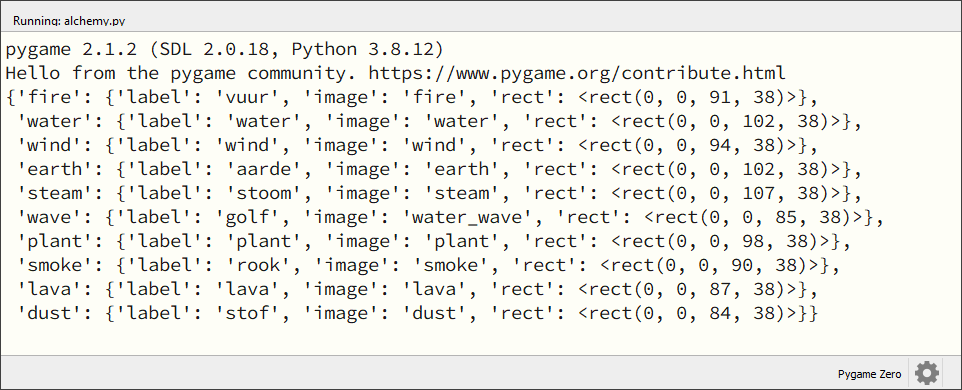 Running: alchemy.py
pygame 2.1.2 (SDL 2.0.18, Python 3.8.12)
Hello from the pygame community. https://www.pygame.org/contribute.html
{'fire': {'label': 'vuur', 'image': 'fire', 'rect': <rect(0, 0, 91, 38)>},
 'water': {'label': 'water', 'image': 'water', 'rect': <rect(0, 0, 102, 38)>},
 'wind': {'label': 'wind', 'image': 'wind', 'rect': <rect(0, 0, 94, 38)>},
 'earth': {'label': 'aarde', 'image': 'earth', 'rect': <rect(0, 0, 102, 38)>},
 'steam': {'label': 'stoom', 'image': 'steam', 'rect': <rect(0, 0, 107, 38)>},
 'wave': {'label': 'golf', 'image': 'water_wave', 'rect': <rect(0, 0, 85, 38)>},
 'plant': {'label': 'plant', 'image': 'plant', 'rect': <rect(0, 0, 98, 38)>},
 'smoke': {'label': 'rook', 'image': 'smoke', 'rect': <rect(0, 0, 90, 38)>},
 'lava': {'label': 'lava', 'image': 'lava', 'rect': <rect(0, 0, 87, 38)>},
 'dust': {'label': 'stof', 'image': 'dust', 'rect': <rect(0, 0, 84, 38)>}}
Pygame Zero